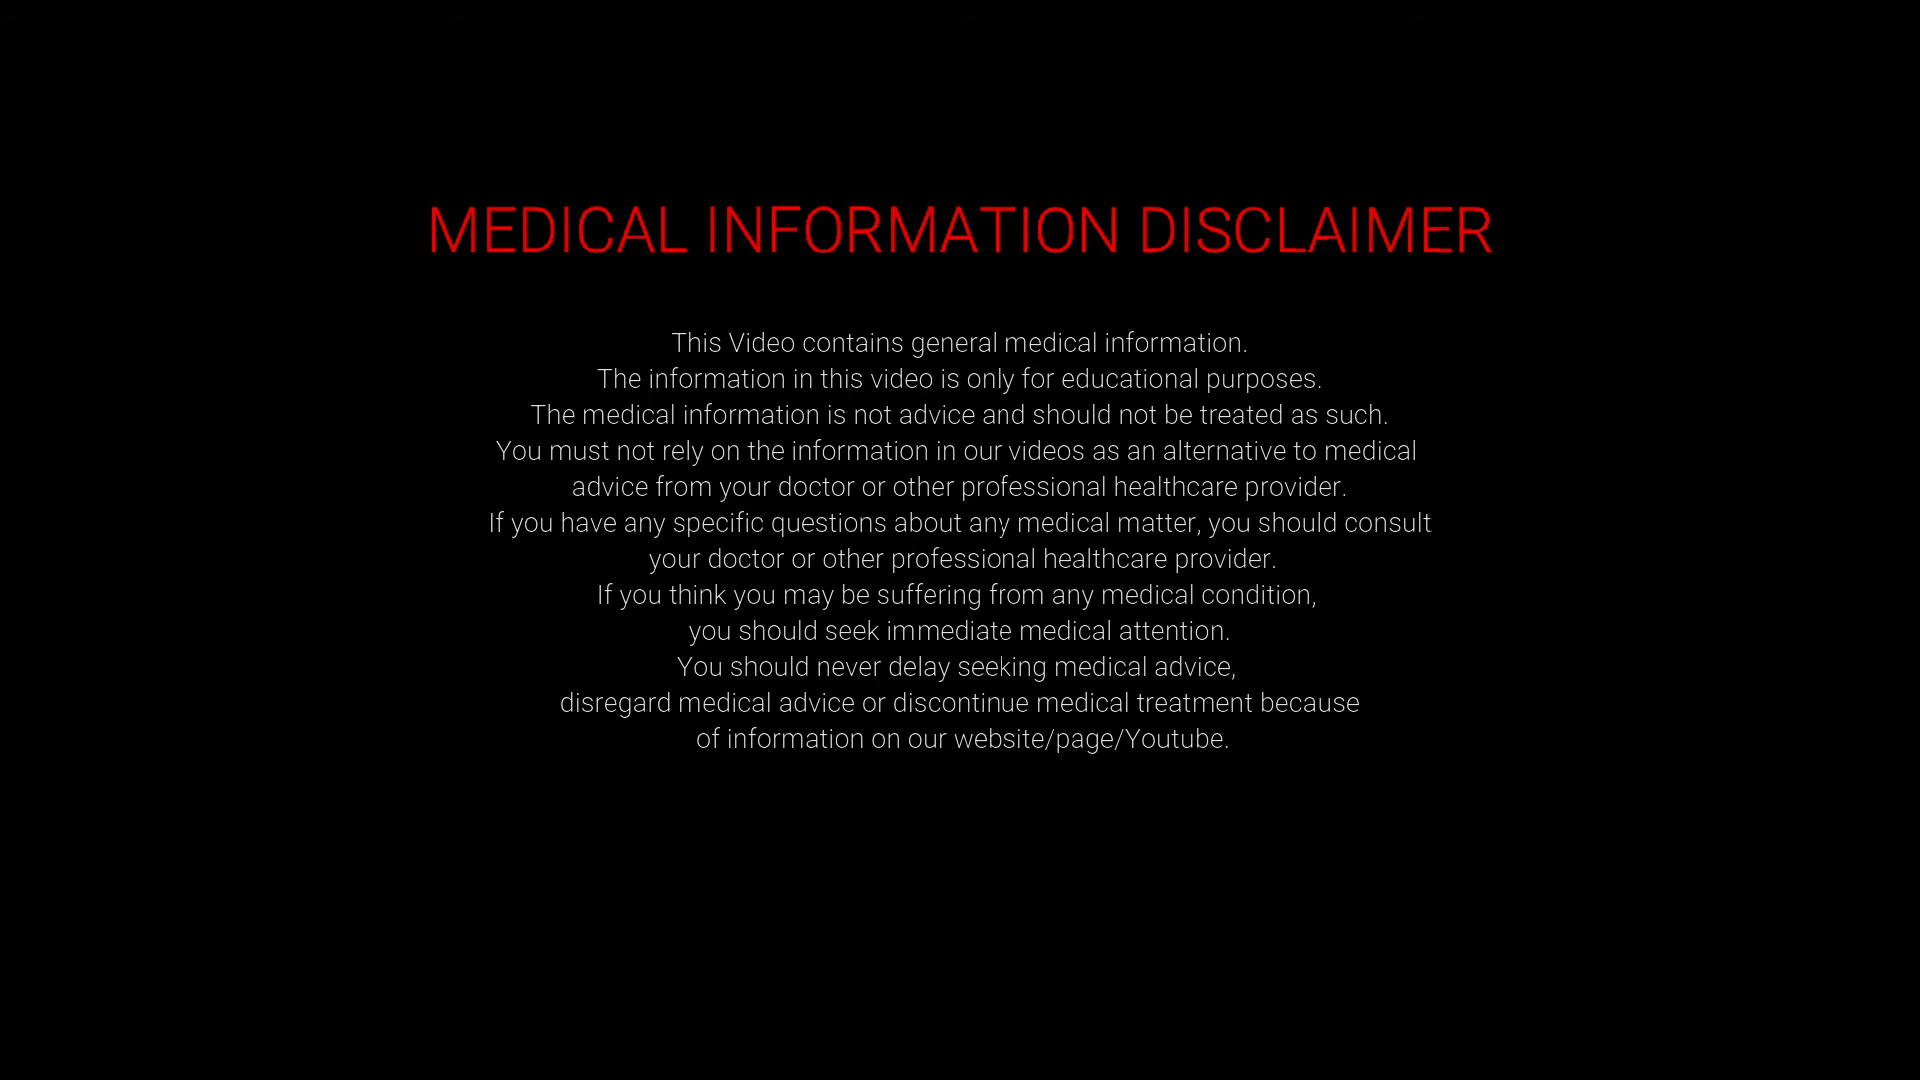 MEDICAL INFORMATION DISCLAIMER
This Video contains general medical information.
The information in this video is only for educational purposes.
The medical information is not advice and should not be treated as such.
You must not rely on the information in our videos as an alternative to medical
advice from your doctor or other professional healthcare provider.
If you have any specific questions about any medical matter, you should consult
your doctor or other professional healthcare provider.
If you think you may be suffering from any medical condition,
you should seek immediate medical attention.
You should never delay seeking medical advice,
disregard medical advice or discontinue medical treatment because
of information on our website/page/Youtube.